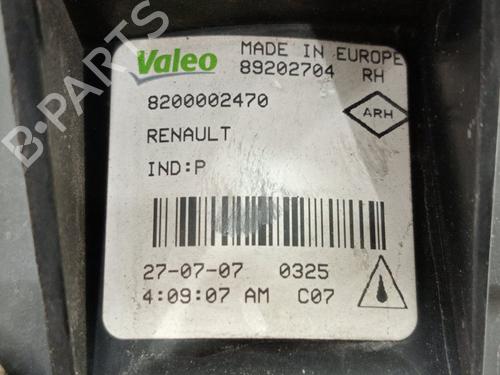 Valeo MADE IN EUROPE
89202704 RH
8200002470
ARH
RENAULT
IND:P
27-07-07 0325
4:09:07 AM C07
B-PARTS